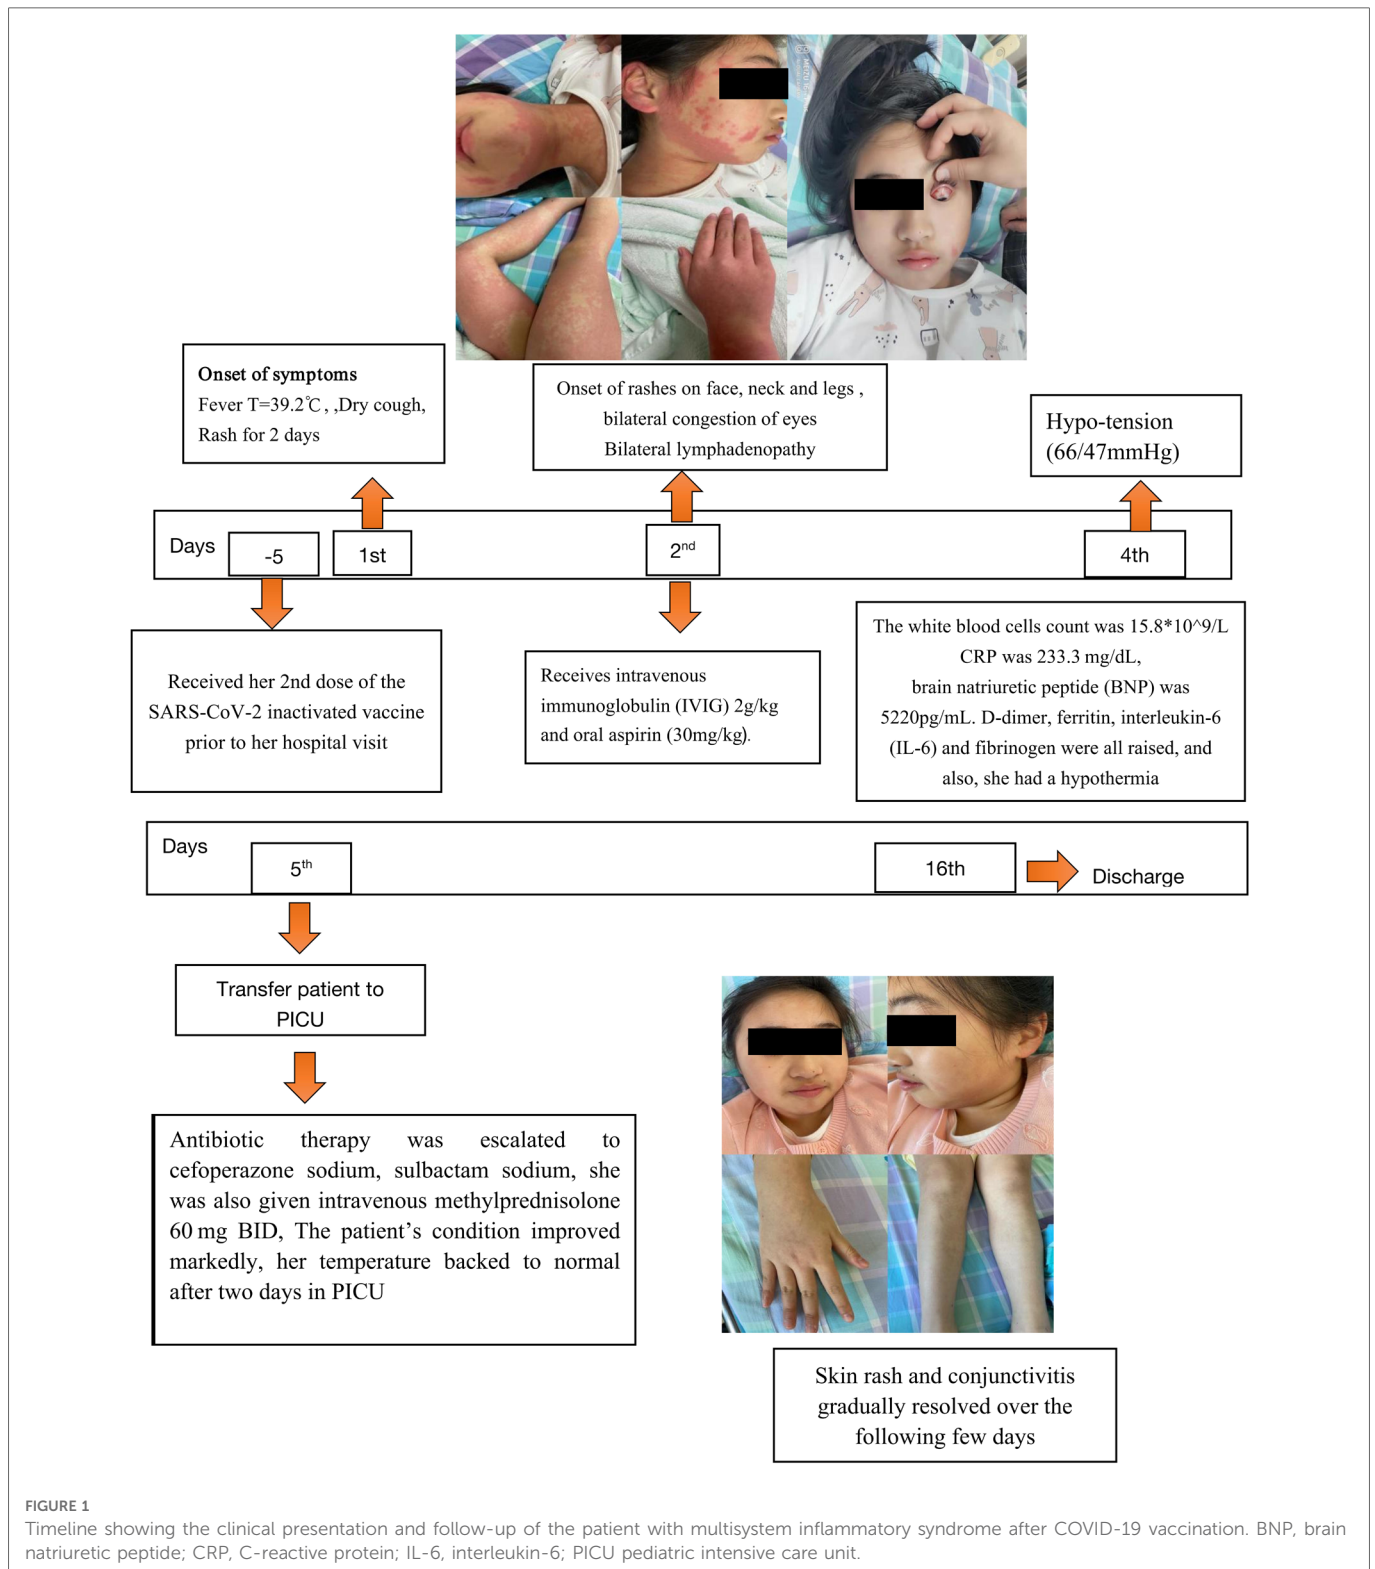 Onset of symptoms
Fever T=39.2℃, ,Dry cough,
Rash for 2 days
Onset of rashes on face, neck and legs ,
bilateral congestion of eyes
Bilateral lymphadenopathy
Hypo-tension
(66/47mmHg)
Days
-5
1st
2nd
4th
Received her 2nd dose of the
SARS-CoV-2 inactivated vaccine
prior to her hospital visit
Receives intravenous
immunoglobulin (IVIG) 2g/kg
and oral aspirin (30mg/kg).
The white blood cells count was 15.8*10^9/L
CRP was 233.3 mg/dL,
brain natriuretic peptide (BNP) was
5220pg/mL. D-dimer, ferritin, interleukin-6
(IL-6) and fibrinogen were all raised, and
also, she had a hypothermia
Days
5th
16th
Discharge
Transfer patient to
PICU
Antibiotic therapy was escalated to
cefoperazone sodium, sulbactam sodium, she
was also given intravenous methylprednisolone
60 mg BID, The patient's condition improved
markedly, her temperature backed to normal
after two days in PICU
Skin rash and conjunctivitis
gradually resolved over the
following few days
FIGURE 1
Timeline showing the clinical presentation and follow-up of the patient with multisystem inflammatory syndrome after COVID-19 vaccination. BNP, brain
natriuretic peptide; CRP, C-reactive protein; IL-6, interleukin-6; PICU pediatric intensive care unit.